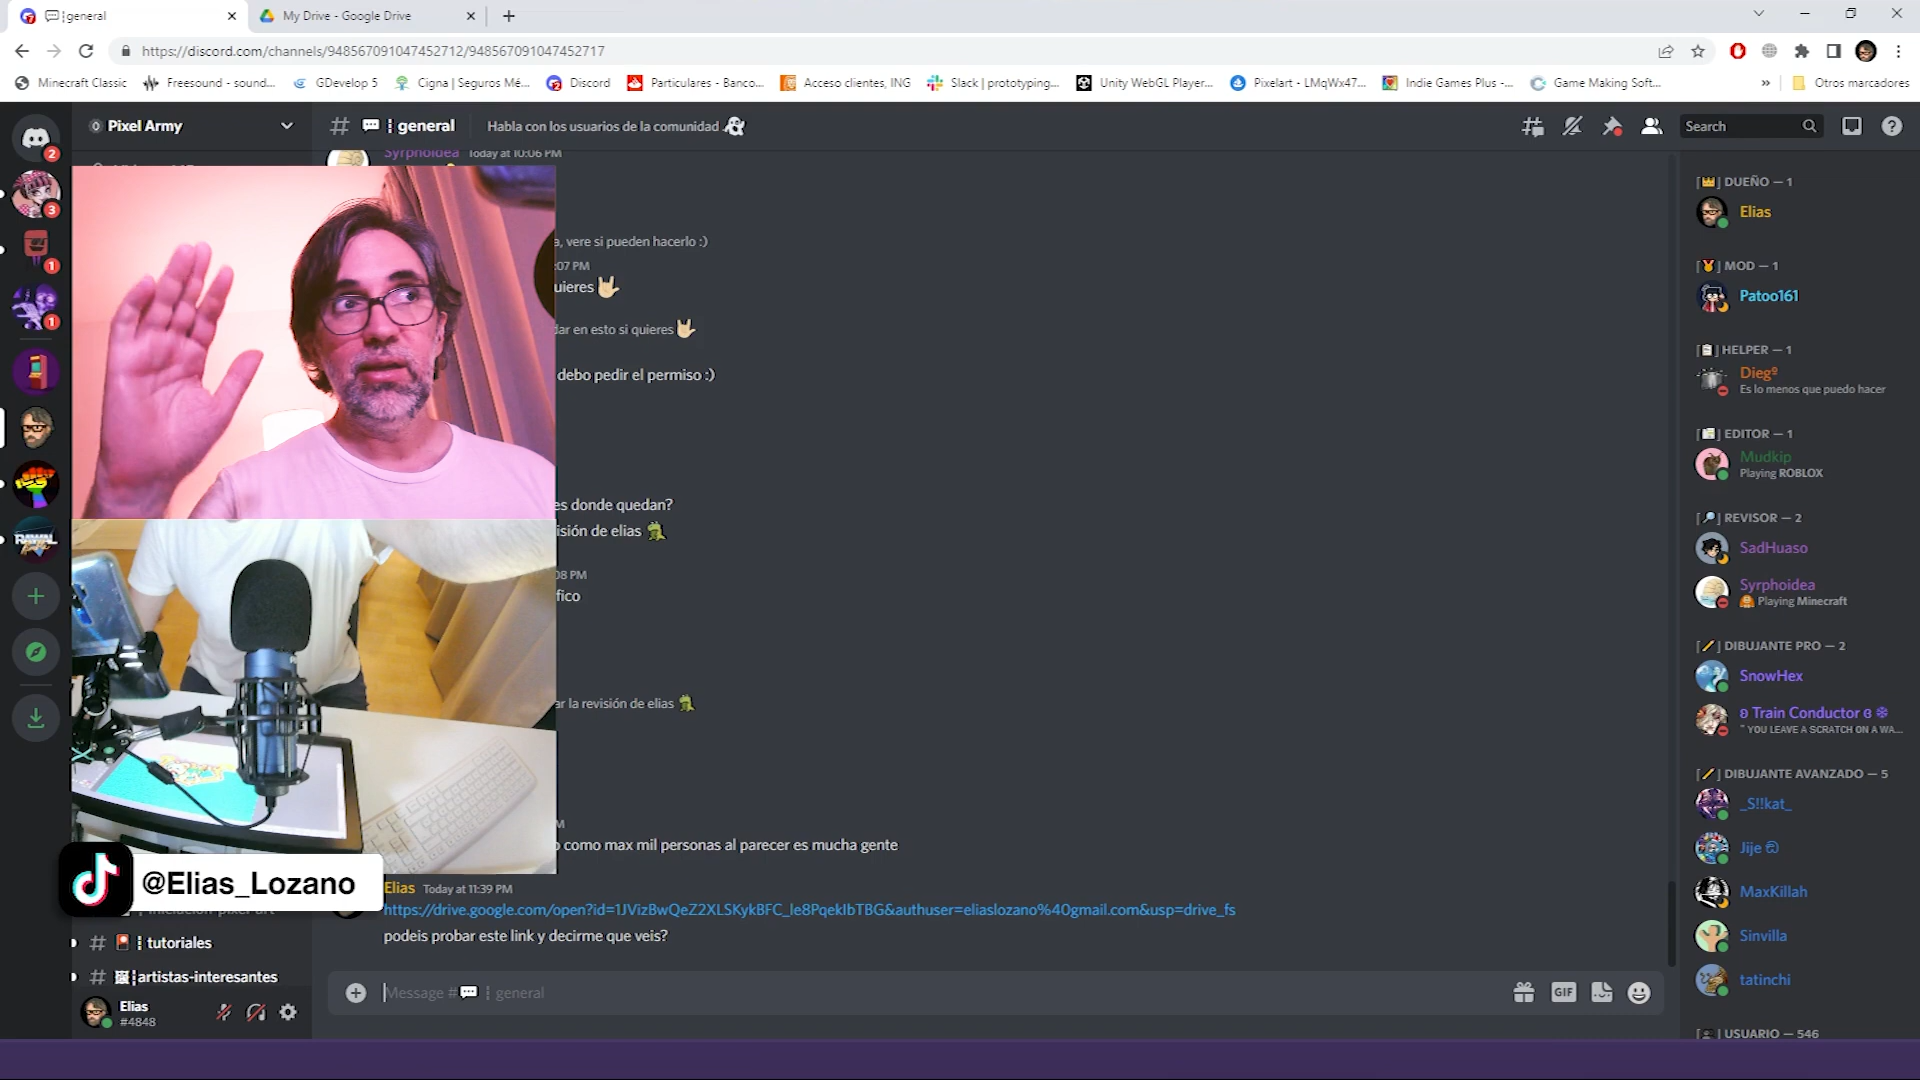 general
My Drive - Google Drive
https://discord.com/channels/948567091047452712/948567091047452717
Minecraft Classic
Freesound - sound...
GDevelop 5
Cigna | Seguros Mé...
Discord
Particulares - Banco...
Acceso clientes, ING
Slack | prototyping...
Unity WebGL Player...
Pixelart - LMqWx47...
Indie Games Plus -...
Game Making Soft...
»
Otros marcadores
Pixel Army
# general
Habla con los usuarios de la comunidad
Search
2
3
1
1
Syrphoidea Today at 10:06 PM
a, vere si pueden hacerlo :)
:07 PM
uieres
dar en esto si quieres
debo pedir el permiso :)
es donde quedan?
isión de elias
08 PM
fico
ar la revisión de elias
como max mil personas al parecer es mucha gente
Elias Today at 11:39 PM
https://drive.google.com/open?id=1JVizBwQeZ2XLSKykBFC_le8PqekIbTBG&authuser=eliaslozano%40gmail.com&usp=drive_fs
podeis probar este link y decirme que veis?
Message # general
GIF
@Elias_Lozano
# tutoriales
# artistas-interesantes
Elias
#4848
RAWAL
DUEÑO — 1
Elias
MOD — 1
Patoo161
HELPER — 1
Diegº
Es lo menos que puedo hacer
EDITOR — 1
Mudkip
Playing ROBLOX
REVISOR — 2
SadHuaso
Syrphoidea
Playing Minecraft
DIBUJANTE PRO — 2
SnowHex
ʚ Train Conductor ɞ ❄
" YOU LEAVE A SCRATCH ON A WA...
DIBUJANTE AVANZADO — 5
_S!!kat_
Jije
MaxKillah
Sinvilla
tatinchi
USUARIO — 546